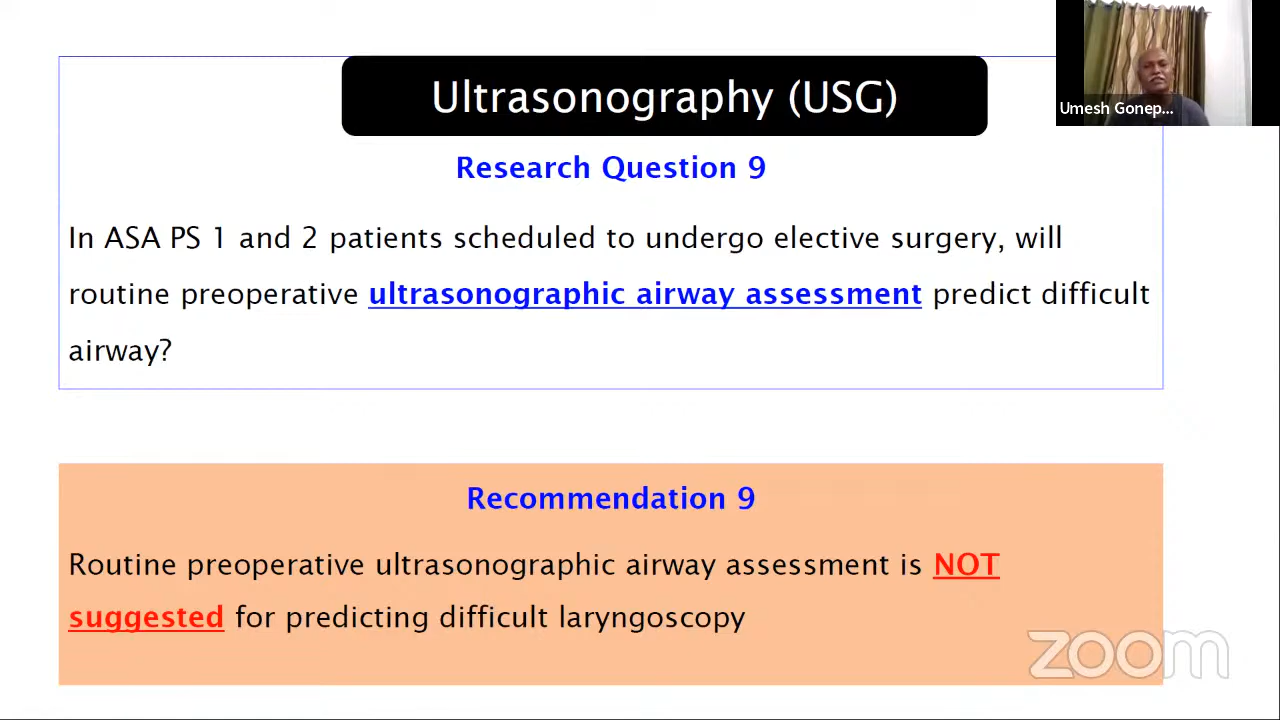 Ultrasonography (USG)
Umesh Gonep...
Research Question 9
In ASA PS 1 and 2 patients scheduled to undergo elective surgery, will
routine preoperative ultrasonographic airway assessment predict difficult
airway?
Recommendation 9
Routine preoperative ultrasonographic airway assessment is NOT
suggested for predicting difficult laryngoscopy
zoom